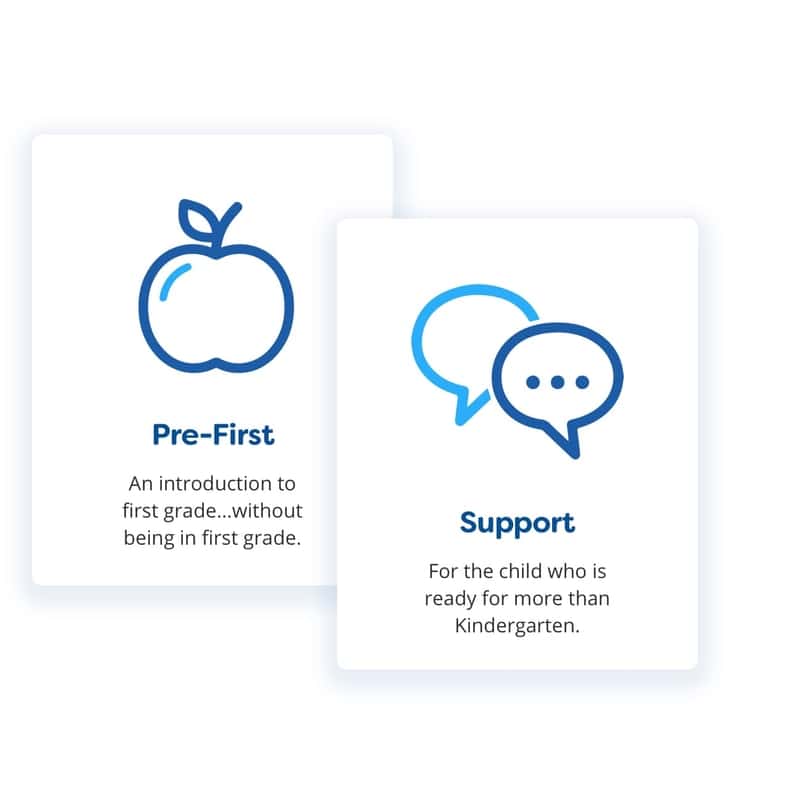 Pre-First
An introduction to
first grade...without
being in first grade.
Support
For the child who is
ready for more than
Kindergarten.